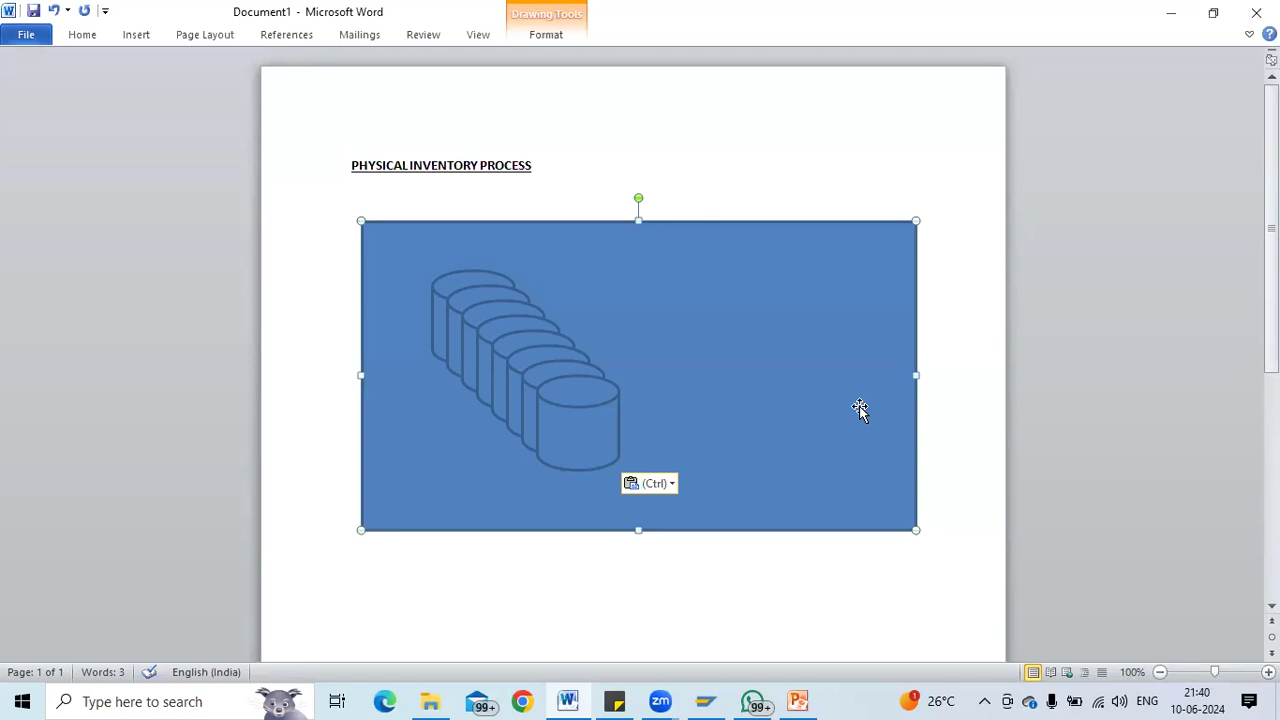 Document1 - Microsoft Word
Drawing Tools
File Home Insert Page Layout References Mailings Review View Format
PHYSICAL INVENTORY PROCESS
(Ctrl)
Page: 1 of 1 Words: 3 English (India) 100%
Type here to search
99+
zm
99+
1
26°C
ENG
21:40
10-06-2024